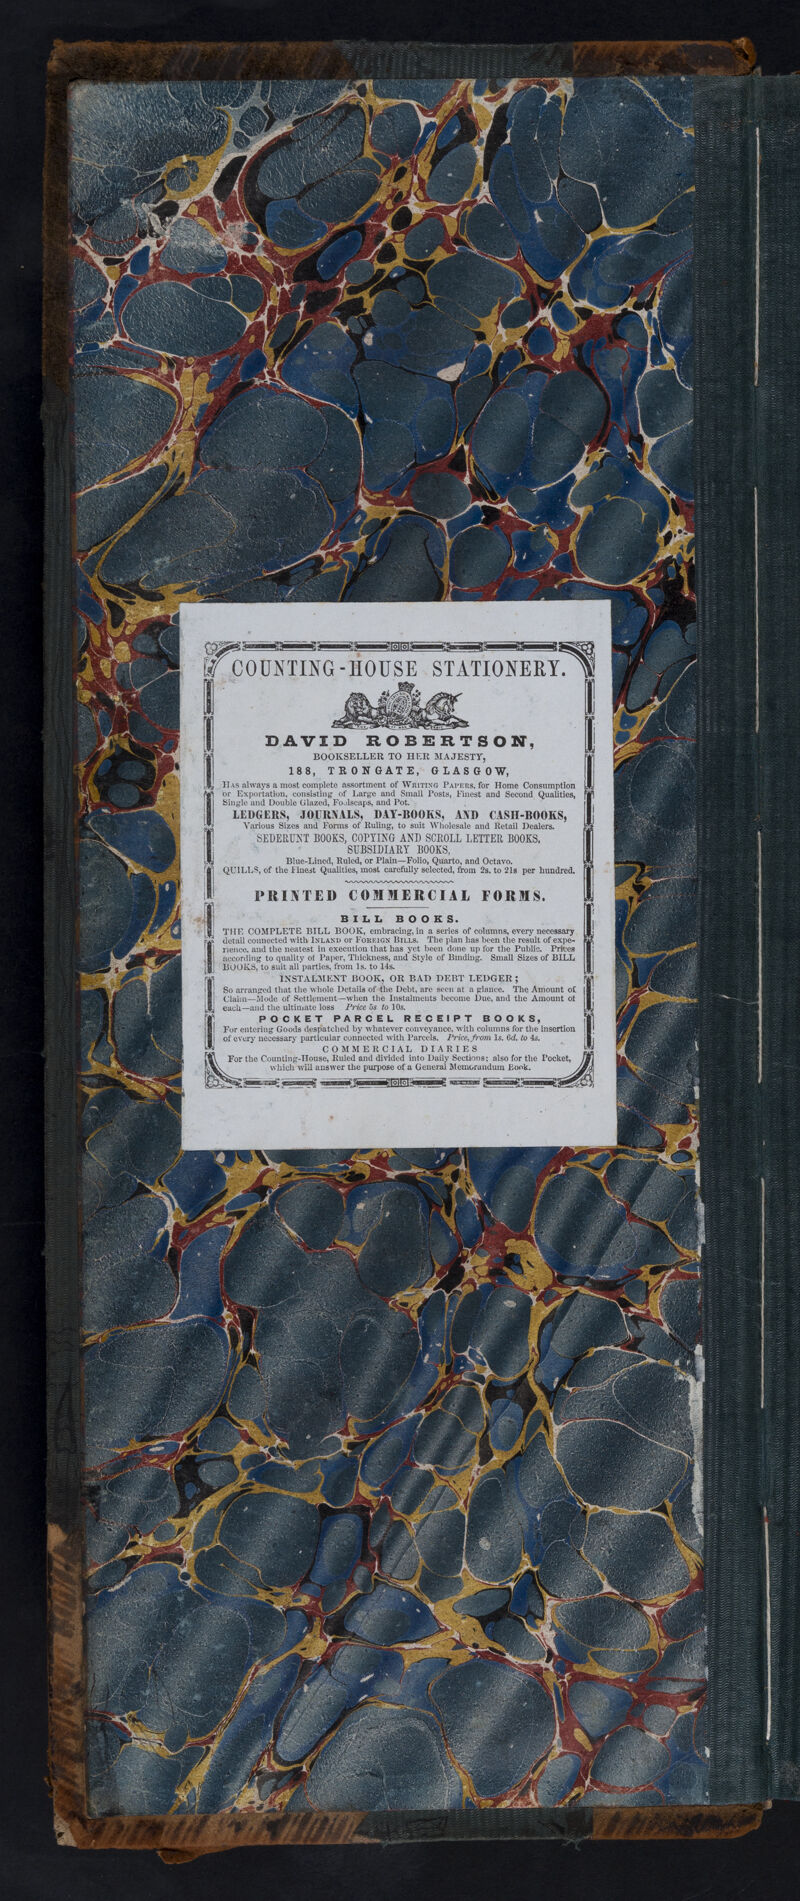 COUNTING-HOUSE STATIONERY.
DAVID ROBERTSON,
BOOKSELLER TO HER MAJESTY,
188, TRONGATE, GLASGOW,
HAS always a most complete assortment of WRITING PAPERS, for Home Consumption
or Exportation, consisting of Large and Small Posts, Finest and Second Qualities,
Single and Double Glazed, Foolscaps, and Pot.
LEDGERS, JOURNALS, DAY-BOOKS, AND CASH-BOOKS,
Various Sizes and Forms of Ruling, to suit Wholesale and Retail Dealers.
SEDERUNT BOOKS, COPYING AND SCROLL LETTER BOOKS,
SUBSIDIARY BOOKS,
Blue-Lined, Ruled, or Plain—Folio, Quarto, and Octavo.
QUILLS, of the Finest Qualities, most carefully selected, from 2s. to 21s per hundred.
PRINTED COMMERCIAL FORMS.
BILL BOOKS.
THE COMPLETE BILL BOOK, embracing, in a series of columns, every necessary
detail connected with INLAND or FOREIGN BILLS. The plan has been the result of expe-
rience, and the neatest in execution that has yet been done up for the Public. Prices
according to quality of Paper, Thickness, and Style of Binding. Small Sizes of BILL
BOOKS, to suit all parties, from 1s. to 14s.
INSTALMENT BOOK, OR BAD DEBT LEDGER;
So arranged that the whole Details of the Debt, are seen at a glance. The Amount of
Claim—Mode of Settlement—when the Instalments become Due, and the Amount of
each—and the ultimate loss Price 5s to 10s.
POCKET PARCEL RECEIPT BOOKS,
For entering Goods despatched by whatever conveyance, with columns for the insertion
of every necessary particular connected with Parcels. Price, from 1s. 6d. to 4s.
COMMERCIAL DIARIES
For the Counting-House, Ruled and divided into Daily Sections; also for the Pocket,
which will answer the purpose of a General Memorandum Book.